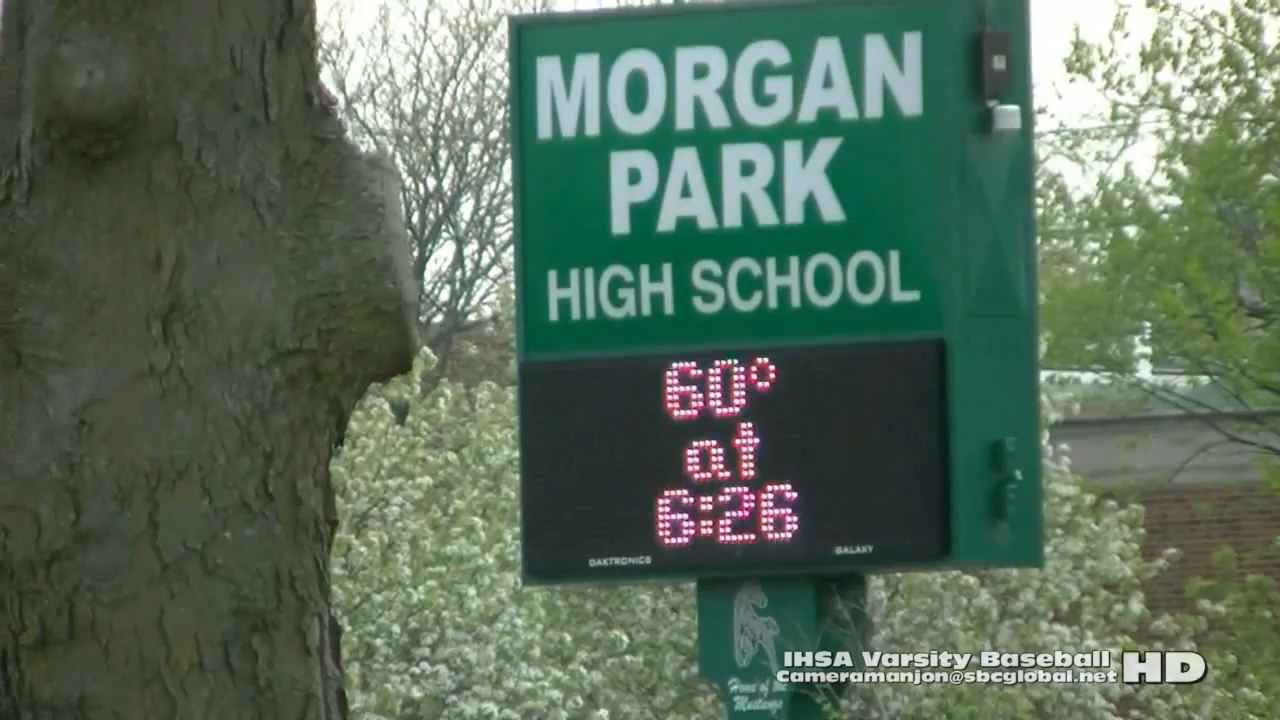 MORGAN
PARK
HIGH SCHOOL
60°
at
6:26
DAKTRONICS
GALAXY
Home of the
Mustangs
IHSA Varsity Baseball HD
cameramanjon@sbcglobal.net